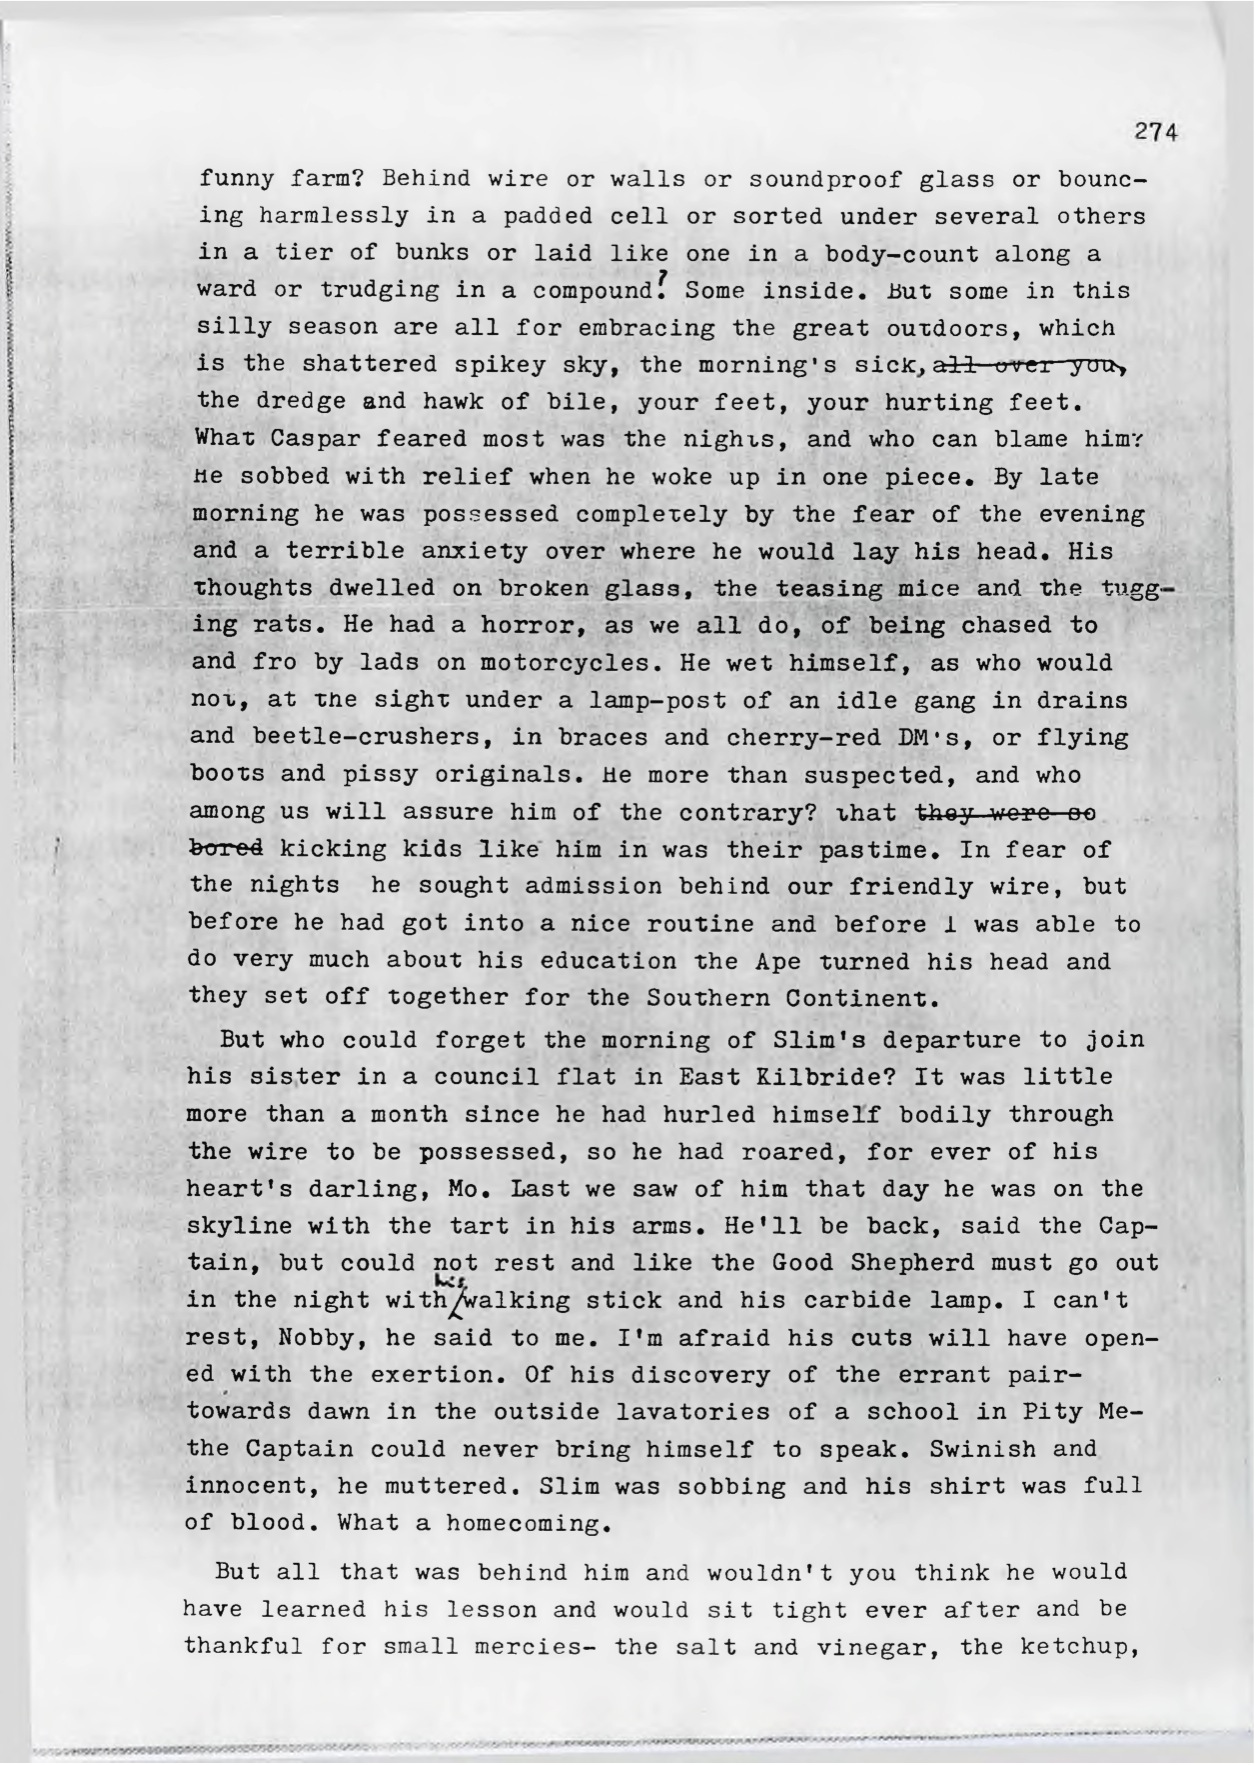 274
funny farm? Behind wire or walls or soundproof glass or bounc-
ing harmlessly in a padded cell or sorted under several others
in a tier of bunks or laid like one in a body-count along a
ward or trudging in a compound? Some inside. But some in this
silly season are all for embracing the great outdoors, which
is the shattered spikey sky, the morning's sick, all over you,
the dredge and hawk of bile, your feet, your hurting feet.
What Caspar feared most was the nights, and who can blame him?
He sobbed with relief when he woke up in one piece. By late
morning he was possessed completely by the fear of the evening
and a terrible anxiety over where he would lay his head. His
thoughts dwelled on broken glass, the teasing mice and the tugg-
ing rats. He had a horror, as we all do, of being chased to
and fro by lads on motorcycles. He wet himself, as who would
not, at the sight under a lamp-post of an idle gang in drains
and beetle-crushers, in braces and cherry-red DM's, or flying
boots and pissy originals. He more than suspected, and who
among us will assure him of the contrary? that they were so
bored kicking kids like him in was their pastime. In fear of
the nights he sought admission behind our friendly wire, but
before he had got into a nice routine and before I was able to
do very much about his education the Ape turned his head and
they set off together for the Southern Continent.
But who could forget the morning of Slim's departure to join
his sister in a council flat in East Kilbride? It was little
more than a month since he had hurled himself bodily through
the wire to be possessed, so he had roared, for ever of his
heart's darling, Mo. Last we saw of him that day he was on the
skyline with the tart in his arms. He'll be back, said the Cap-
tain, but could not rest and like the Good Shepherd must go out
in the night with his walking stick and his carbide lamp. I can't
rest, Nobby, he said to me. I'm afraid his cuts will have open-
ed with the exertion. Of his discovery of the errant pair-
towards dawn in the outside lavatories of a school in Pity Me-
the Captain could never bring himself to speak. Swinish and
innocent, he muttered. Slim was sobbing and his shirt was full
of blood. What a homecoming.
But all that was behind him and wouldn't you think he would
have learned his lesson and would sit tight ever after and be
thankful for small mercies- the salt and vinegar, the ketchup,